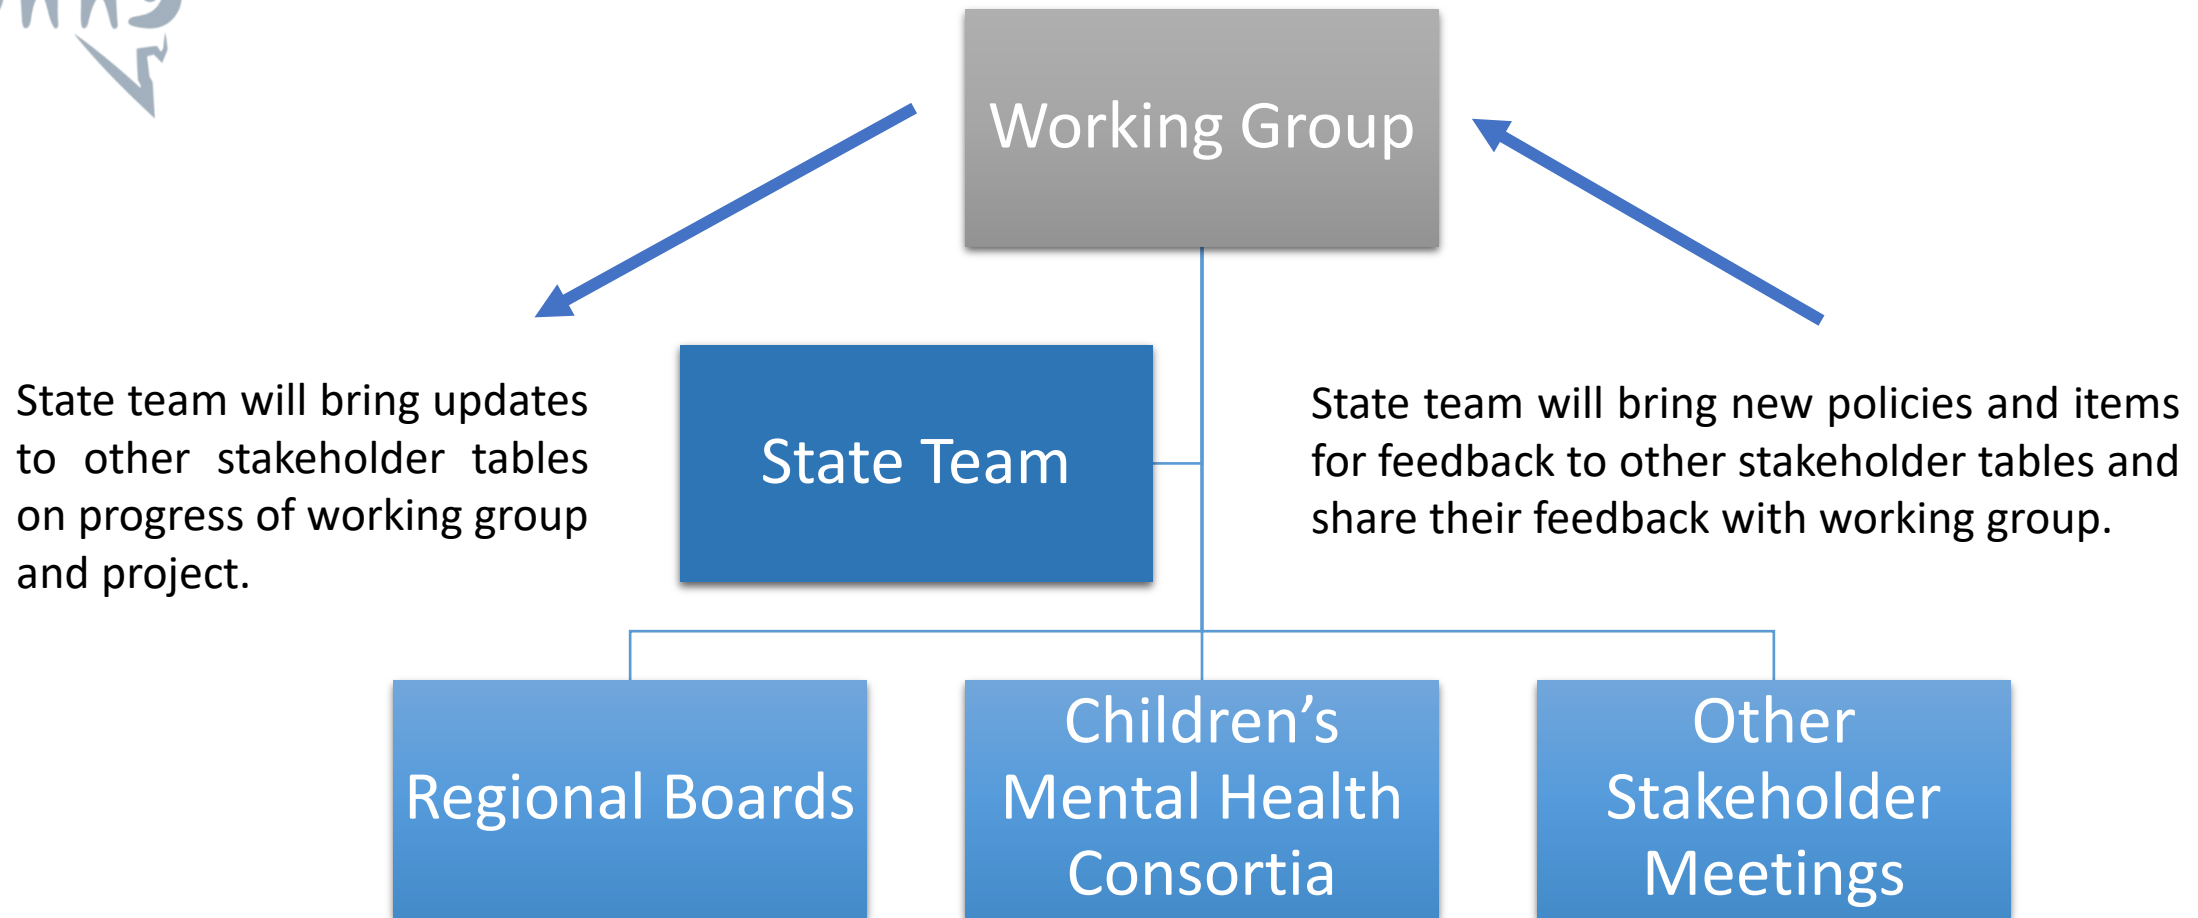 Working Group
State team will bring updates
to other stakeholder tables
on progress of working group
and project.
State Team
State team will bring new policies and items
for feedback to other stakeholder tables and
share their feedback with working group.
Regional Boards
Children’s
Mental Health
Consortia
Other
Stakeholder
Meetings